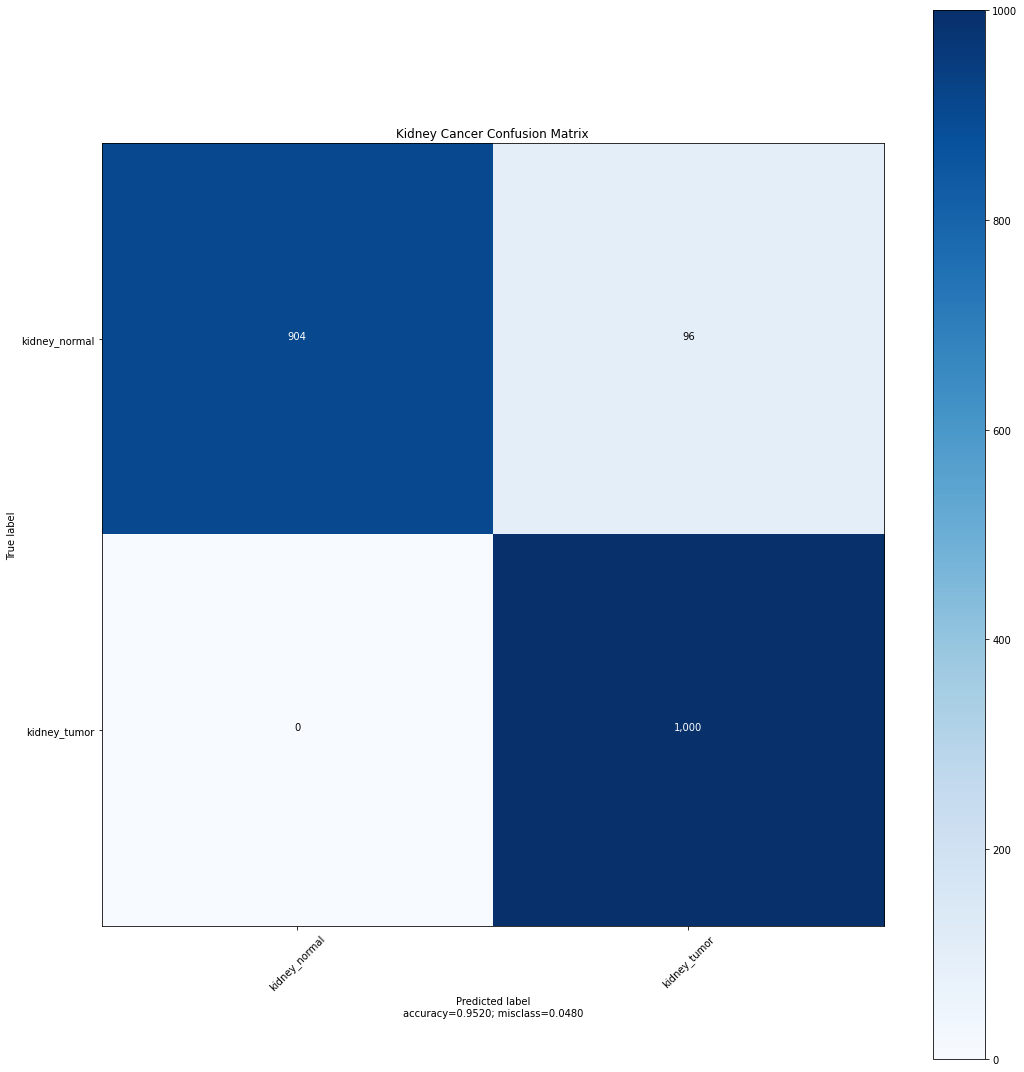 Kidney Cancer Confusion Matrix
1000
800
600
400
200
0
True label
kidney_normal
904
96
kidney_tumor
0
1,000
kidney_normal
kidney_tumor
Predicted label
accuracy=0.9520; misclass=0.0480